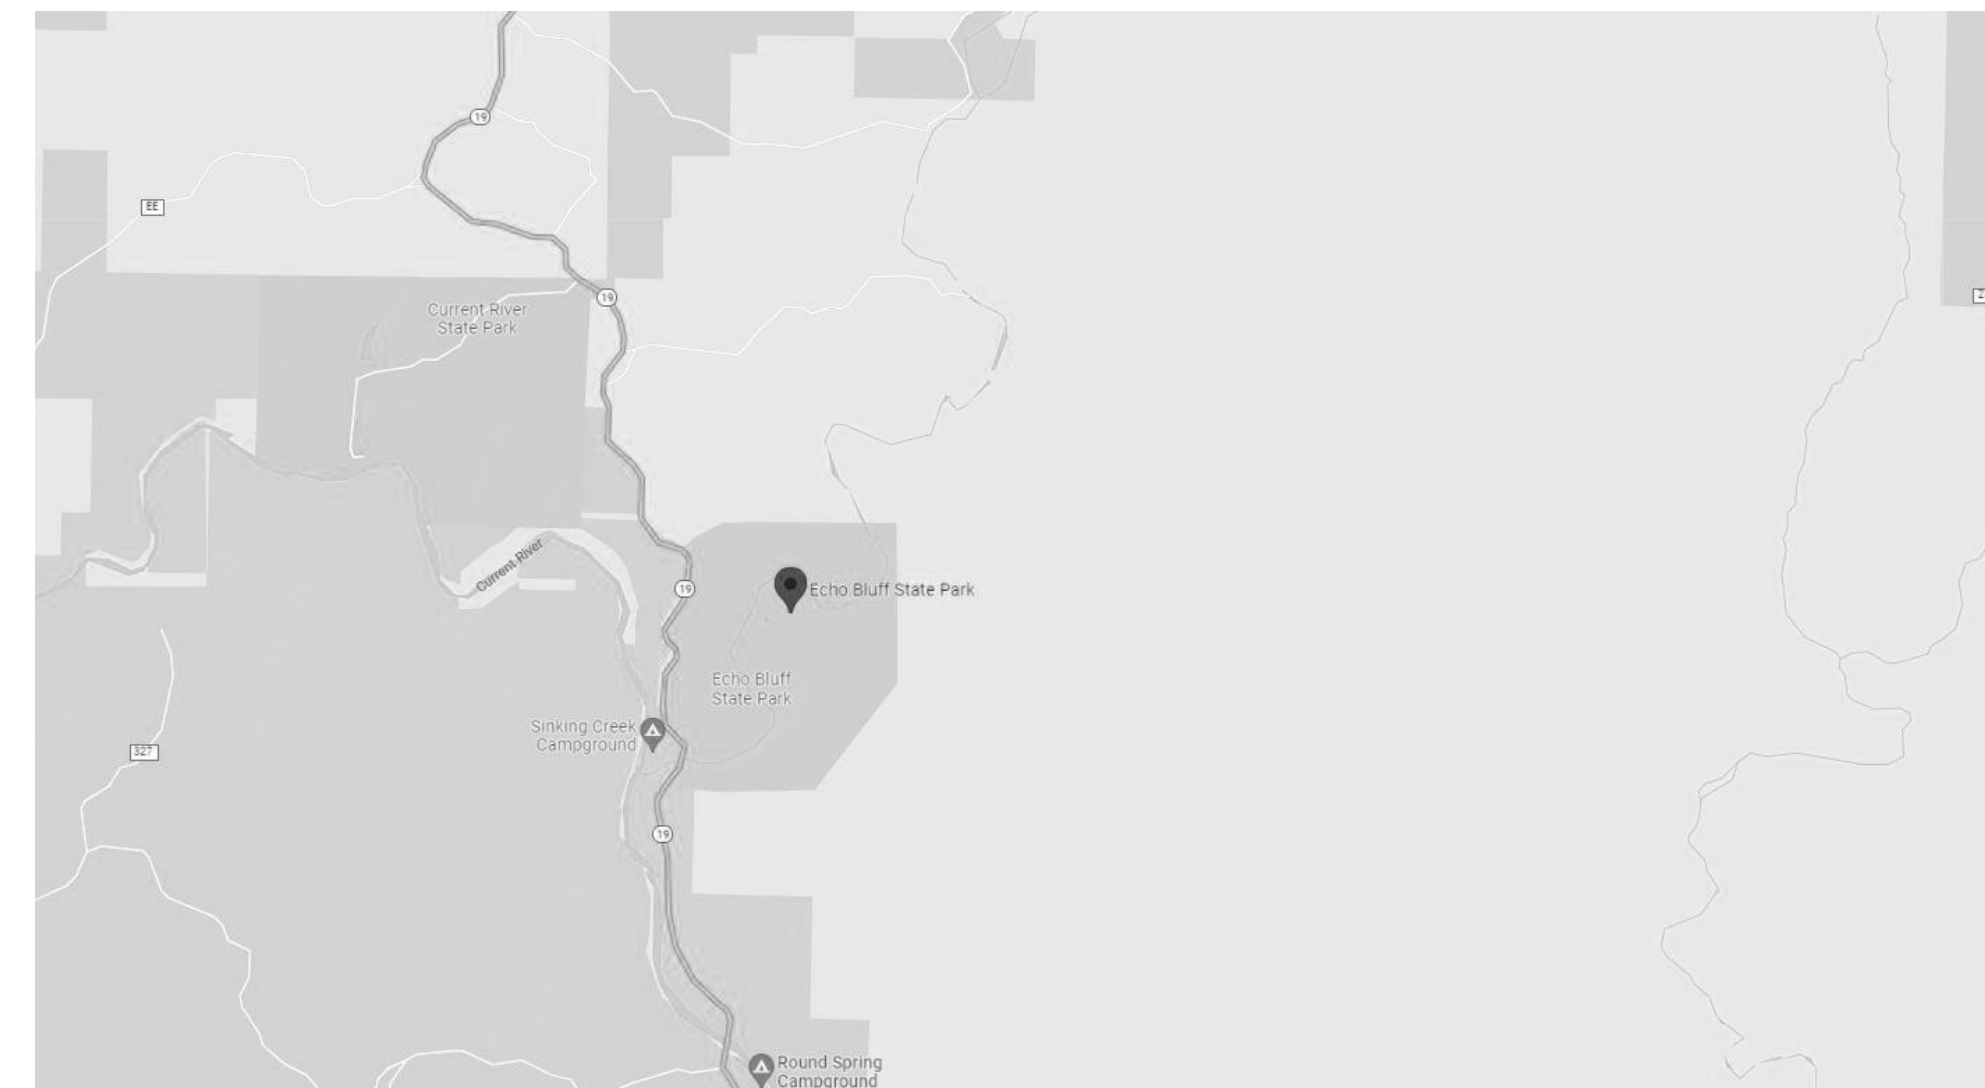 19
EE
19
Current River
State Park
Current River
19
Echo Bluff State Park
Echo Bluff
State Park
Sinking Creek
Campground
327
19
Round Spring
Campground